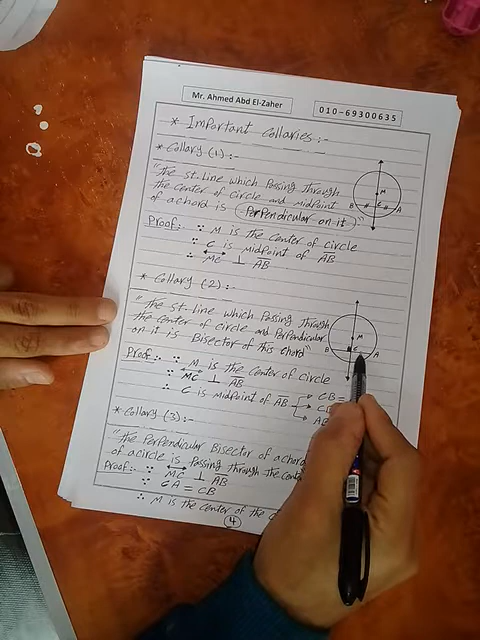 Mr. Ahmed Abd El-Zaher
010-69300635
* Important Collaries:-
* Collary (1):-
"the st.Line which Passing through
the center of circle and midpoint
of a chord is (Perpendicular on it)"
M
B C A
Proof: ∵ M is the center of circle
∵ C is midpoint of AB
∴ MC ⊥ AB
* Collary (2):-
"the st.Line which Passing through
the center of circle and Perpendicular
on it is Bisector of this chord"
M
B A
Proof: ∵ M is the center of circle
∵ MC ⊥ AB
∴ C is midpoint of AB → CB =
* Collary (3):-
"the Perpendicular Bisector of a chord
of a circle is Passing through the
Proof: ∵ MC ⊥ AB
∵ CA = CB
∴ M is the center of the
4